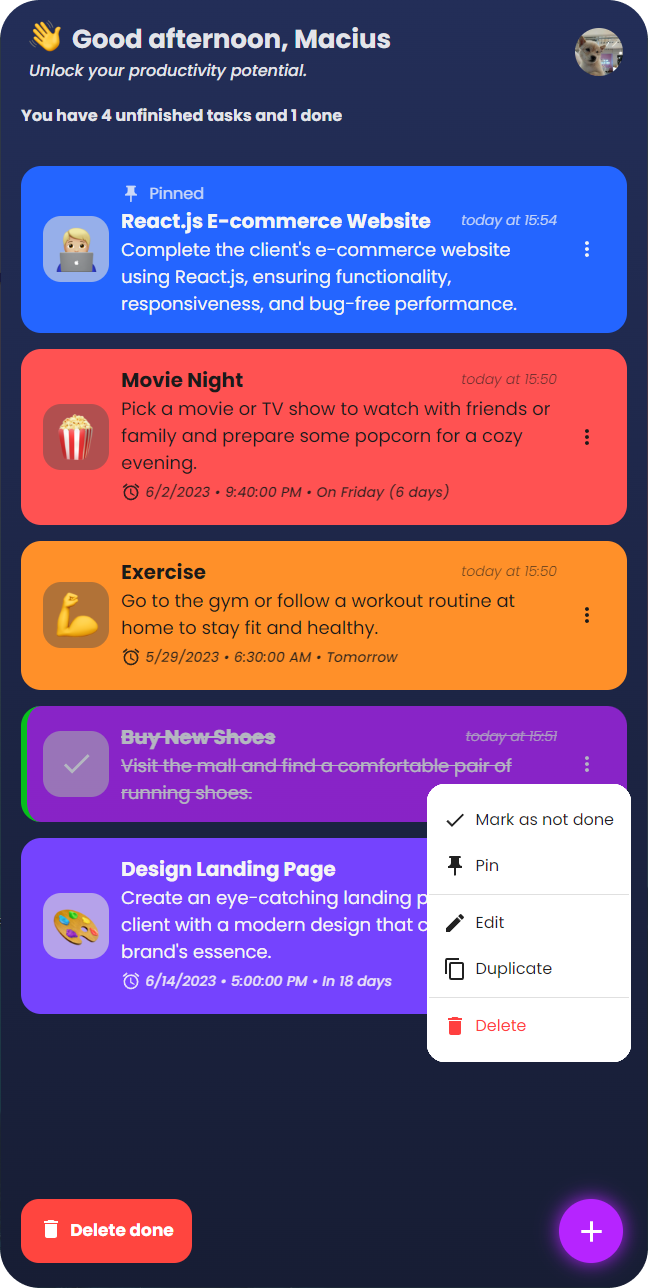 👋 Good afternoon, Macius
Unlock your productivity potential.
You have 4 unfinished tasks and 1 done
Pinned
React.js E-commerce Website today at 15:54
Complete the client's e-commerce website
using React.js, ensuring functionality,
responsiveness, and bug-free performance.
Movie Night today at 15:50
Pick a movie or TV show to watch with friends or
family and prepare some popcorn for a cozy
evening.
6/2/2023 • 9:40:00 PM • On Friday (6 days)
Exercise today at 15:50
Go to the gym or follow a workout routine at
home to stay fit and healthy.
5/29/2023 • 6:30:00 AM • Tomorrow
Buy New Shoes today at 15:51
Visit the mall and find a comfortable pair of
running shoes.
Design Landing Page
Create an eye-catching landing p
client with a modern design that c
brand's essence.
6/14/2023 • 5:00:00 PM • In 18 days
Mark as not done
Pin
Edit
Duplicate
Delete
Delete done